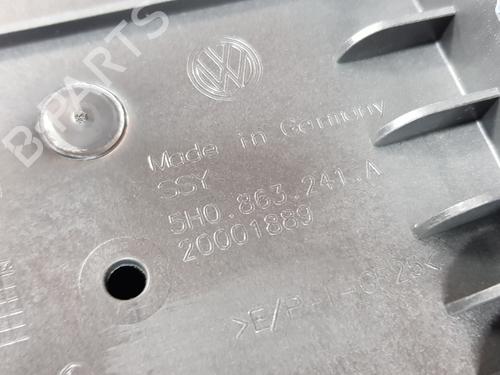 B-PARTS
Made in Germany
SSY
5H0.863.241.A
20001889